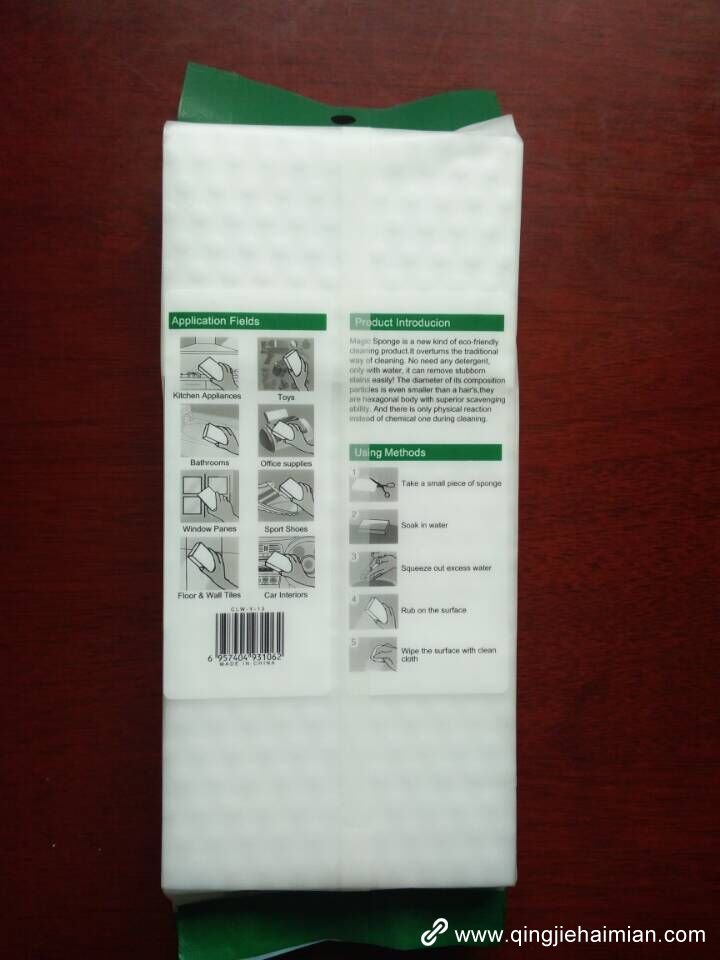 Application Fields
Kitchen Appliances
Toys
Bathrooms
Office supplies
Window Panes
Sport Shoes
Floor & Wall Tiles
Car Interiors
CLW-Y-13
6 957404 931062
MADE IN CHINA
Product Introducion
Magic Sponge is a new kind of eco-friendly
cleaning product.It overturns the traditional
way of cleaning. No need any detergent,
only with water, it can remove stubborn
stains easily! The diameter of its composition
particles is even smaller than a hair's,they
are hexagonal body with superior scavenging
ability. And there is only physical reaction
instead of chemical one during cleaning.
Using Methods
1
Take a small piece of sponge
2
Soak in water
3
Squeeze out excess water
4
Rub on the surface
5
Wipe the surface with clean
cloth
www.qingjiehaimian.com